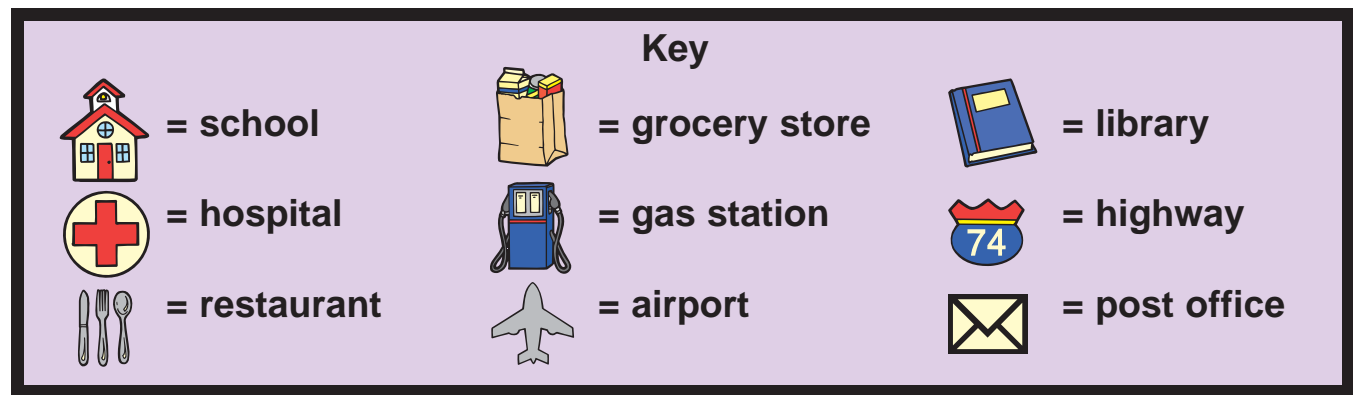 Key
= school
= grocery store
= library
= hospital
= gas station
74
= highway
= restaurant
= airport
= post office